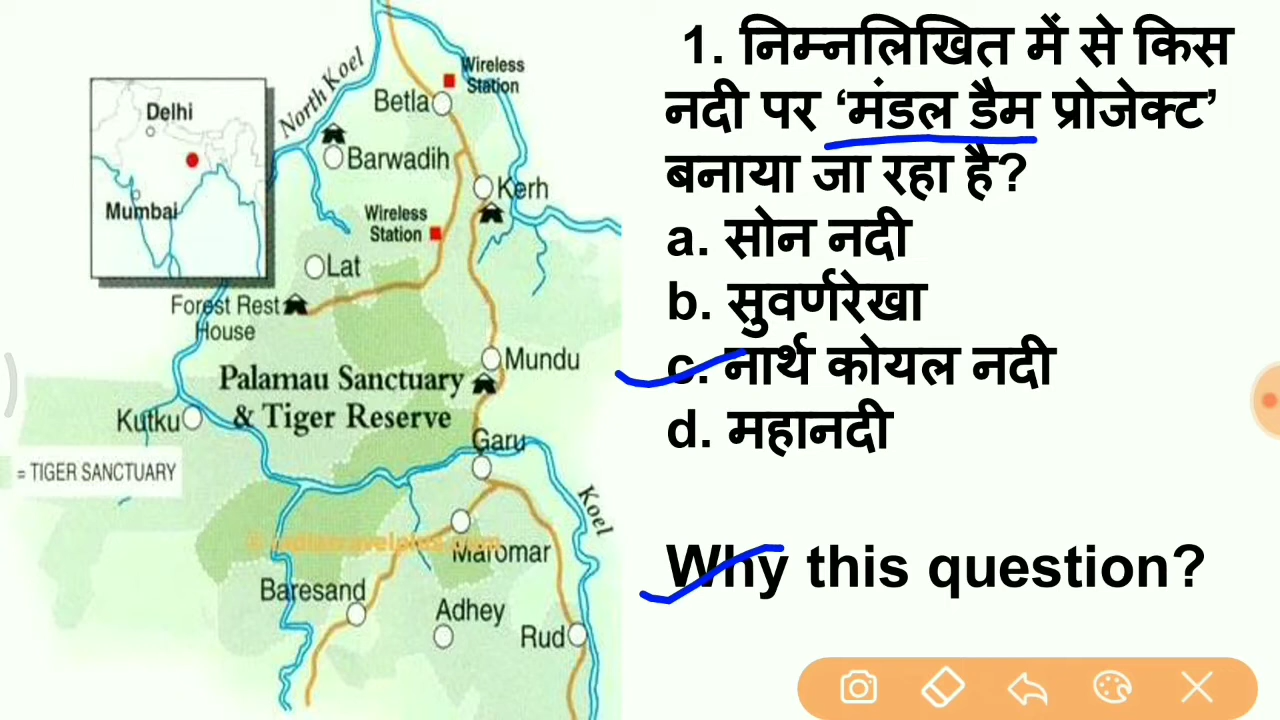 North Koel
Wireless
Station
Betla
Delhi
Mumbai
Barwadih
Kerh
Wireless
Station
Lat
Forest Rest
House
Mundu
Palamau Sanctuary
& Tiger Reserve
Kutku
Garu
= TIGER SANCTUARY
Koel
Maromar
Baresand
Adhey
Rud
1. निम्नलिखित में से किस
नदी पर ‘मंडल डैम प्रोजेक्ट’
बनाया जा रहा है?
a. सोन नदी
b. सुवर्णरेखा
c. नार्थ कोयल नदी
d. महानदी
Why this question?